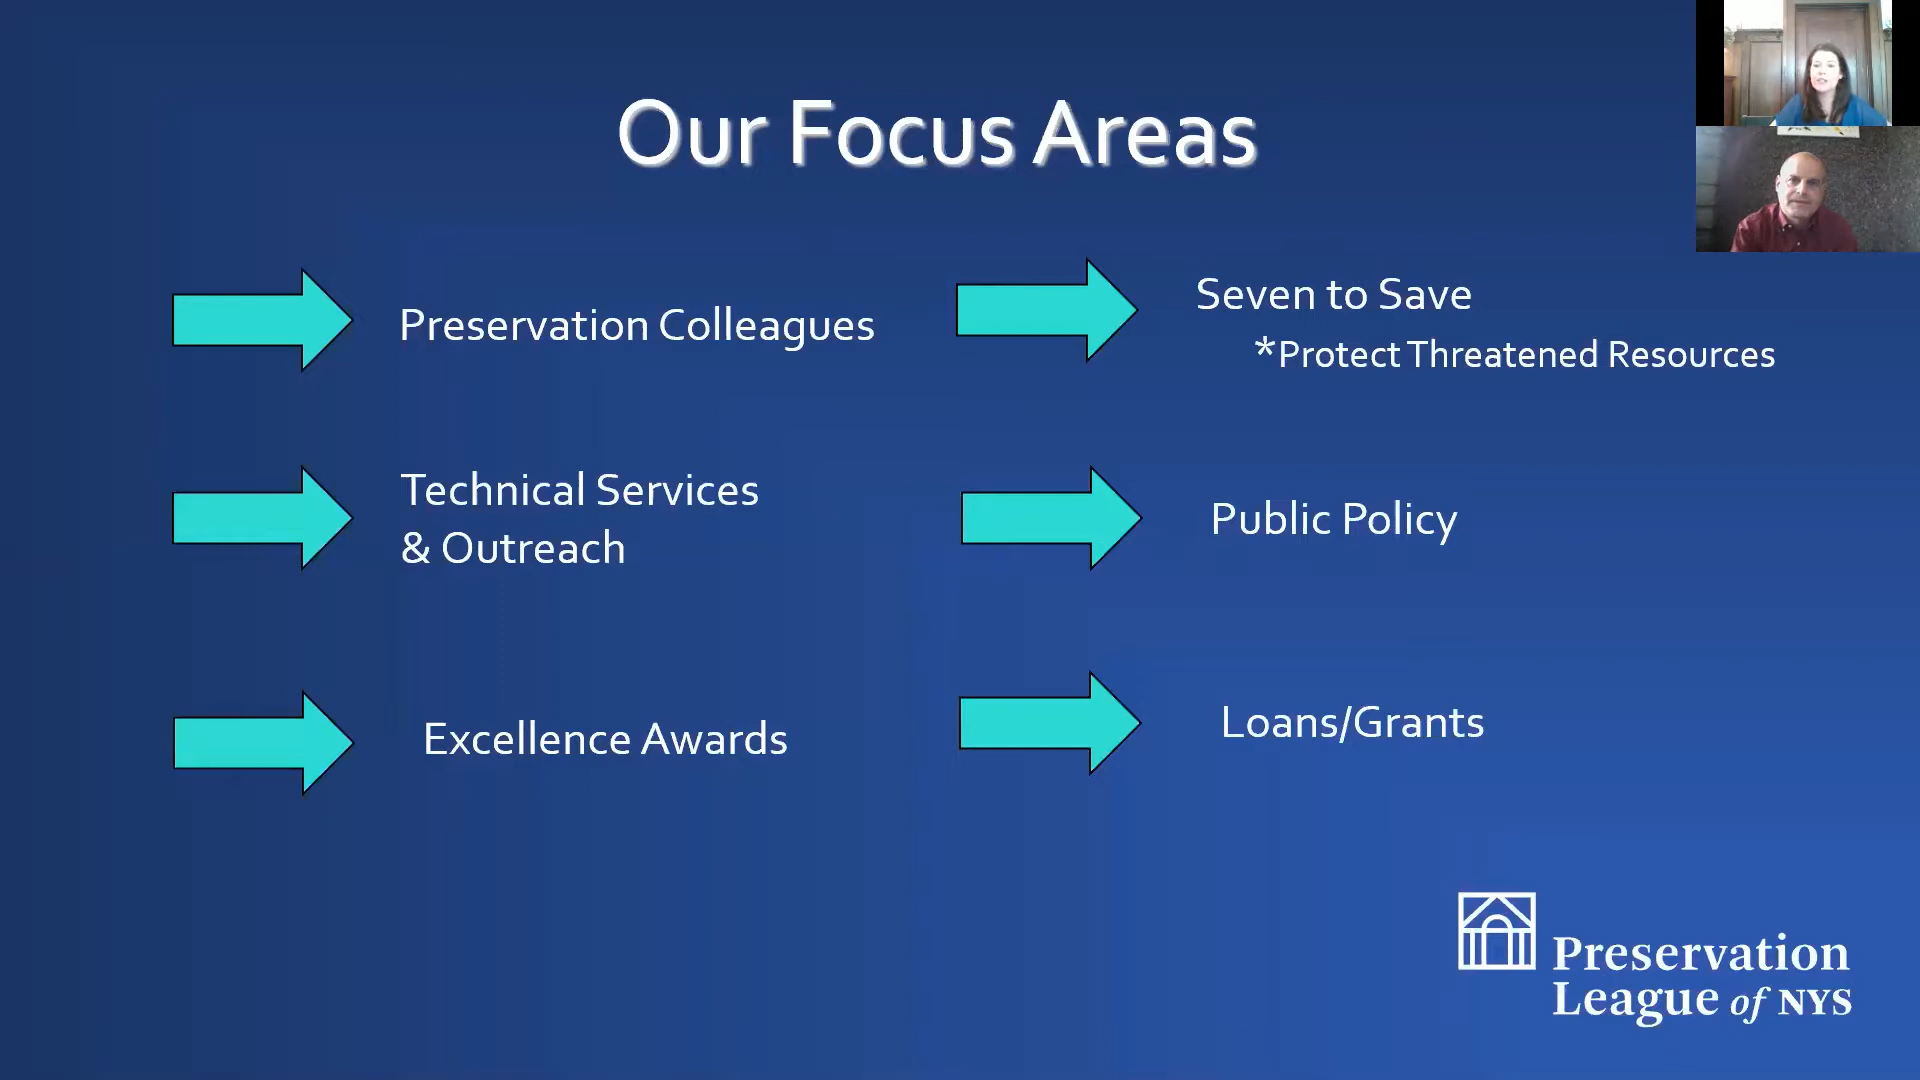 Our Focus Areas
Preservation Colleagues
Technical Services
& Outreach
Excellence Awards
Seven to Save
*Protect Threatened Resources
Public Policy
Loans/Grants
Preservation
League of NYS